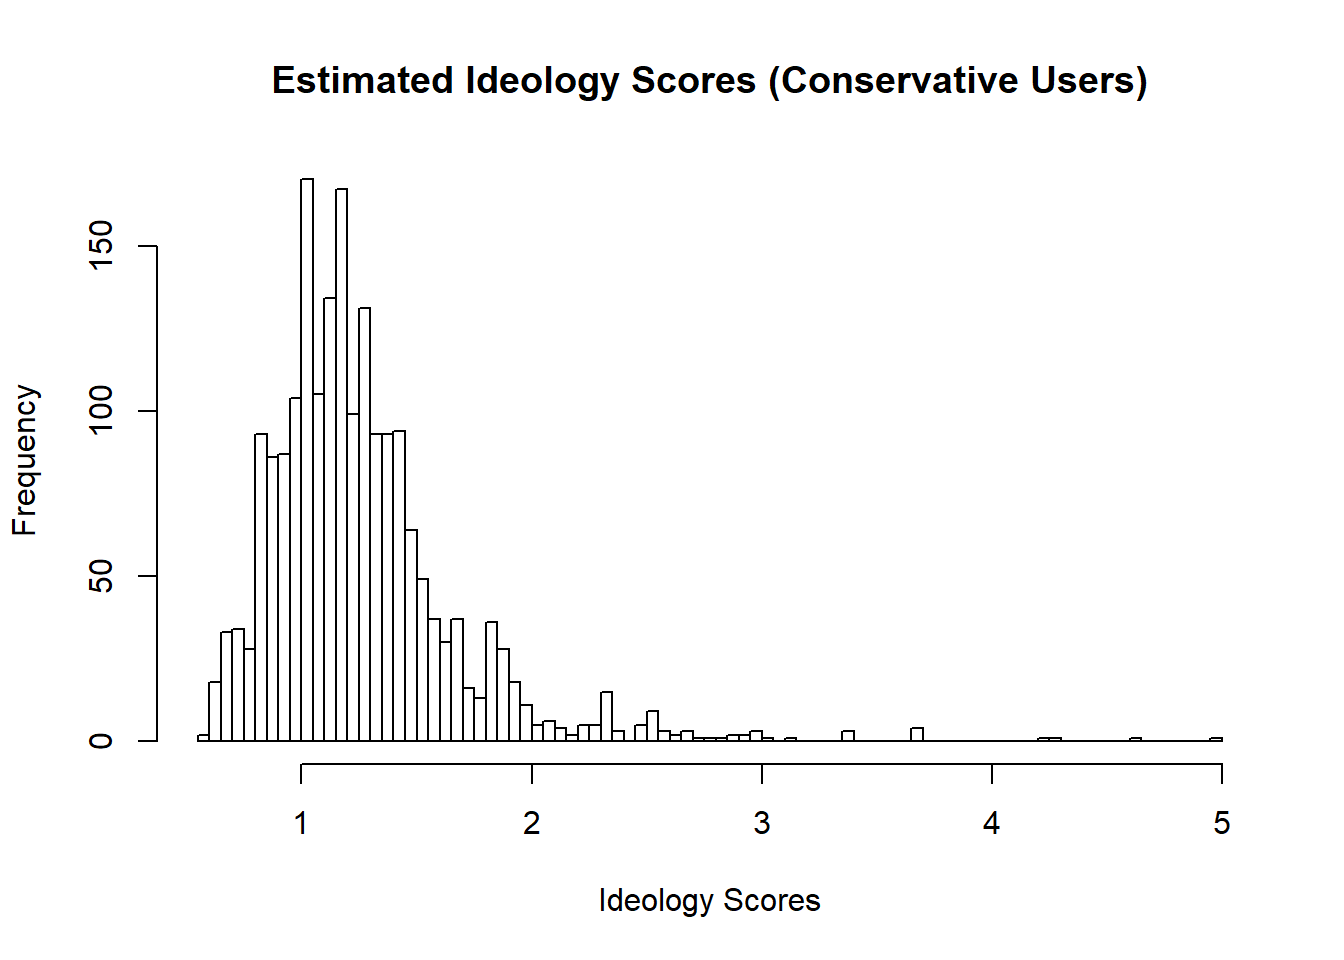 Estimated Ideology Scores (Conservative Users)
Frequency
150
100
50
0
1 2 3 4 5
Ideology Scores